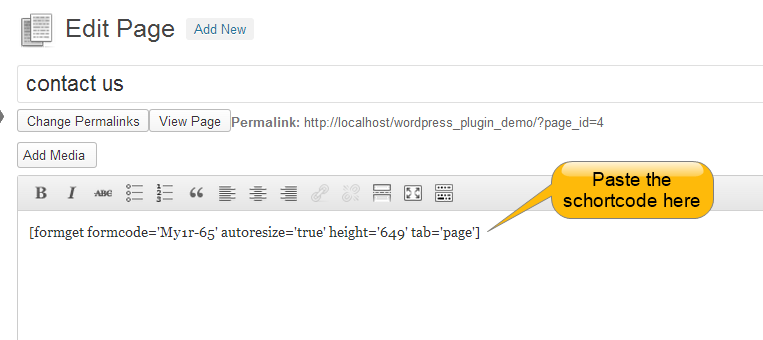 Edit Page Add New
contact us
Change Permalinks View Page Permalink: http://localhost/wordpress_plugin_demo/?page_id=4
Add Media
B I ABC
[formget formcode='My1r-65' autoresize='true' height='649' tab='page']
Paste the
schortcode here